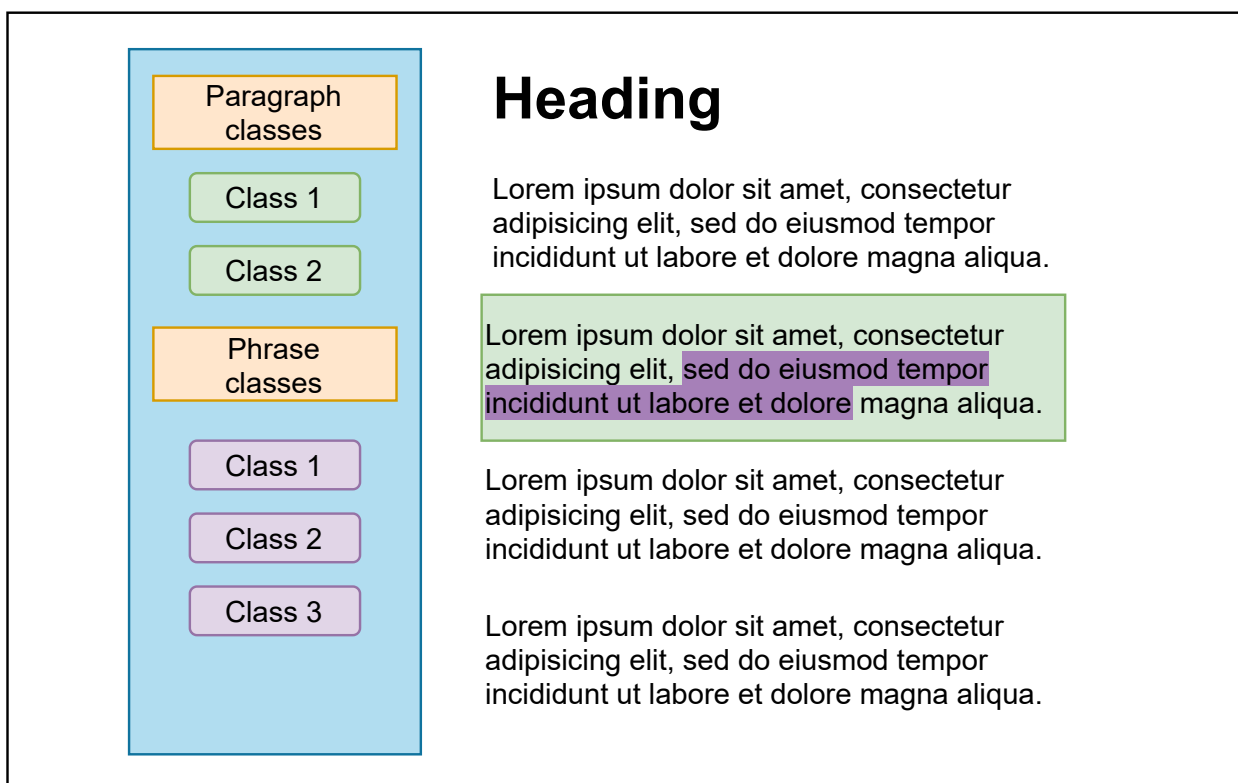 Paragraph
classes
Class 1
Class 2
Phrase
classes
Class 1
Class 2
Class 3
Heading
Lorem ipsum dolor sit amet, consectetur
adipisicing elit, sed do eiusmod tempor
incididunt ut labore et dolore magna aliqua.
Lorem ipsum dolor sit amet, consectetur
adipisicing elit, sed do eiusmod tempor
incididunt ut labore et dolore magna aliqua.
Lorem ipsum dolor sit amet, consectetur
adipisicing elit, sed do eiusmod tempor
incididunt ut labore et dolore magna aliqua.
Lorem ipsum dolor sit amet, consectetur
adipisicing elit, sed do eiusmod tempor
incididunt ut labore et dolore magna aliqua.